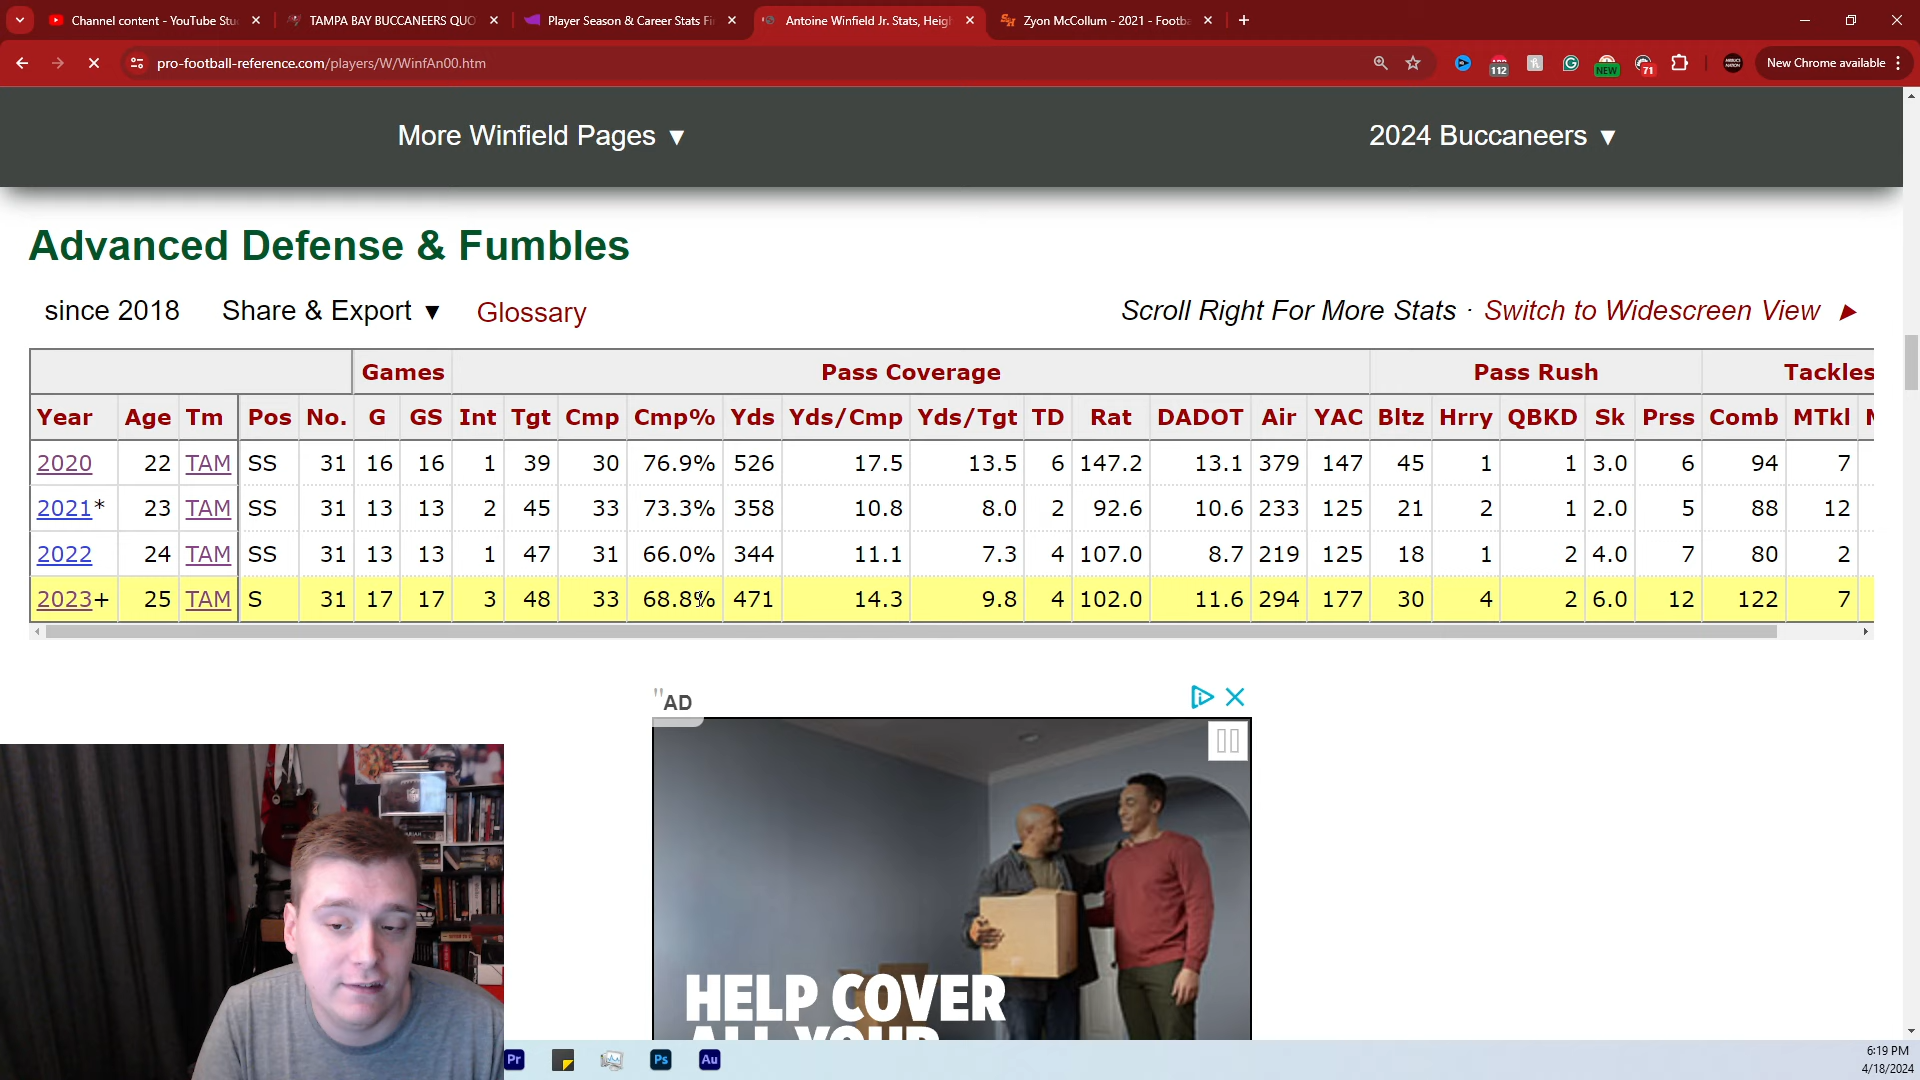 Channel content - YouTube Stu
TAMPA BAY BUCCANEERS QUO
Player Season & Career Stats Fi
Antoine Winfield Jr. Stats, Heig
Zyon McCollum - 2021 - Footba
pro-football-reference.com/players/W/WinfAn00.htm
112
NEW
71
New Chrome available
More Winfield Pages ▼
2024 Buccaneers ▼
Advanced Defense & Fumbles
since 2018 Share & Export ▼ Glossary
Scroll Right For More Stats · Switch to Widescreen View ►
Games Pass Coverage Pass Rush Tackles
Year Age Tm Pos No. G GS Int Tgt Cmp Cmp% Yds Yds/Cmp Yds/Tgt TD Rat DADOT Air YAC Bltz Hrry QBKD Sk Prss Comb MTkl
2020 22 TAM SS 31 16 16 1 39 30 76.9% 526 17.5 13.5 6 147.2 13.1 379 147 45 1 1 3.0 6 94 7
2021* 23 TAM SS 31 13 13 2 45 33 73.3% 358 10.8 8.0 2 92.6 10.6 233 125 21 2 1 2.0 5 88 12
2022 24 TAM SS 31 13 13 1 47 31 66.0% 344 11.1 7.3 4 107.0 8.7 219 125 18 1 2 4.0 7 80 2
2023+ 25 TAM S 31 17 17 3 48 33 68.8% 471 14.3 9.8 4 102.0 11.6 294 177 30 4 2 6.0 12 122 7
"AD
HELP COVER
ALL YOUR
Pr
Ps
Au
6:19 PM
4/18/2024